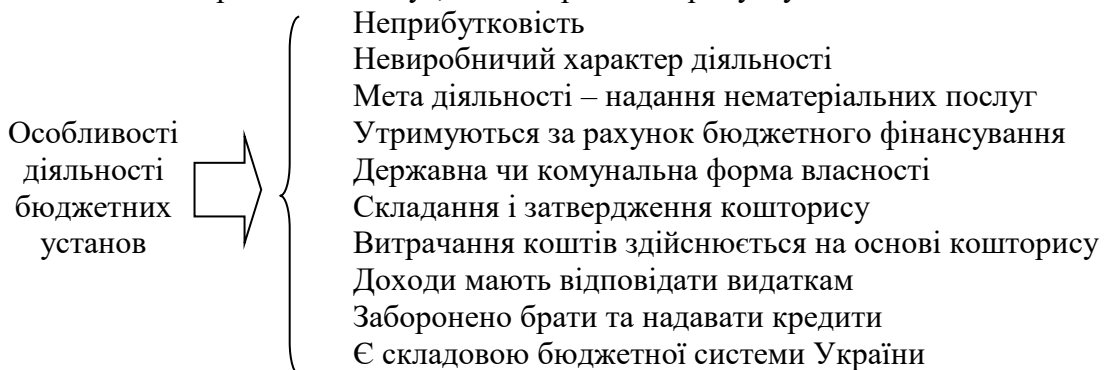 Неприбутковість
Невиробничий характер діяльності
Мета діяльності – надання нематеріальних послуг
Утримуються за рахунок бюджетного фінансування
Державна чи комунальна форма власності
Складання і затвердження кошторису
Витрачання коштів здійснюється на основі кошторису
Доходи мають відповідати видаткам
Заборонено брати та надавати кредити
Є складовою бюджетної системи України
Особливості
діяльності
бюджетних
установ